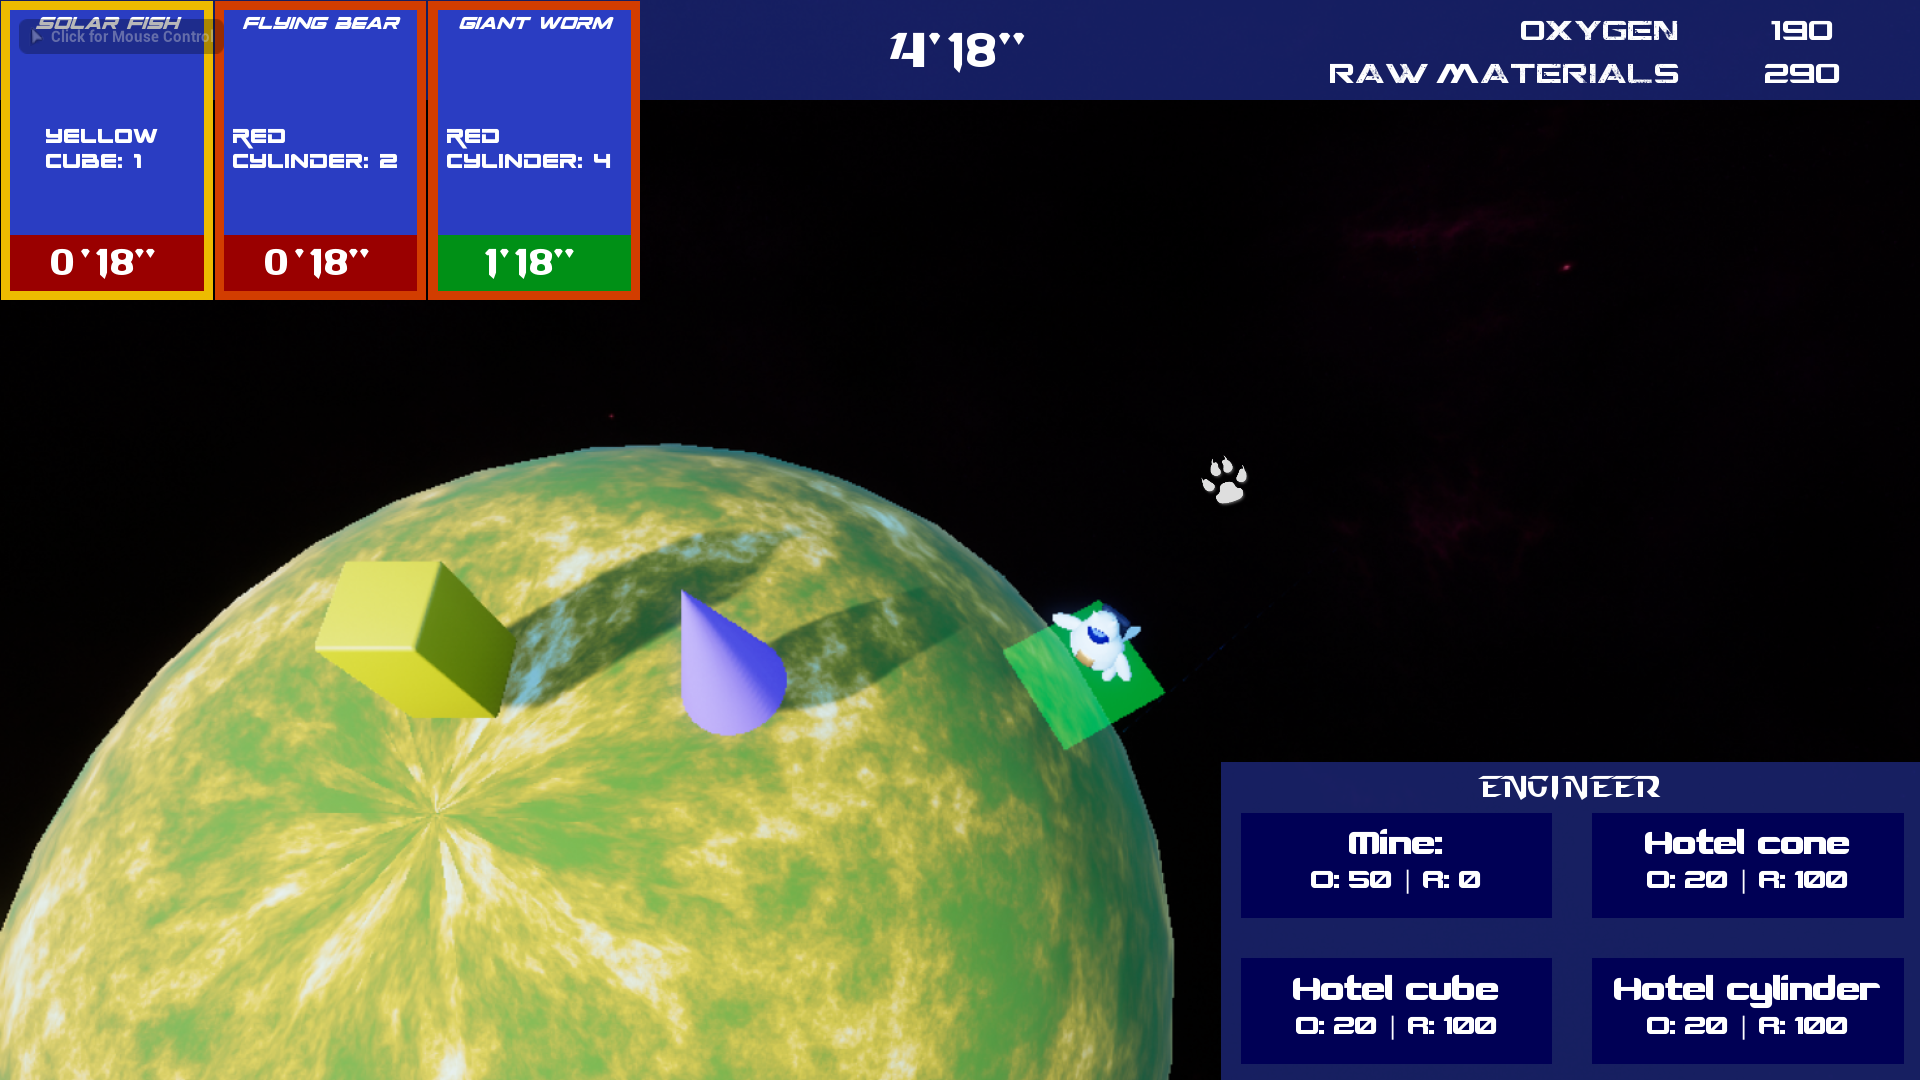 SOLAR FISH
Click for Mouse Control
YELLOW
CUBE: 1
0'18''
FLYING BEAR
RED
CYLINDER: 2
0'18''
GIANT WORM
RED
CYLINDER: 4
1'18''
4'18''
OXYGEN 190
RAW MATERIALS 290
ENGINEER
Mine:
O: 50 | R: 0
Hotel cone
O: 20 | R: 100
Hotel cube
O: 20 | R: 100
Hotel cylinder
O: 20 | R: 100